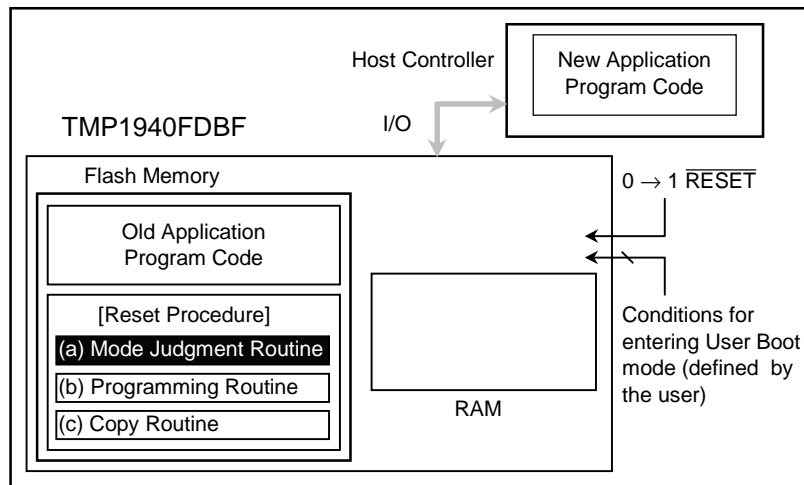 Host Controller
New Application
Program Code
I/O
TMP1940FDBF
Flash Memory
0 → 1 RESET
Old Application
Program Code
[Reset Procedure]
(a) Mode Judgment Routine
(b) Programming Routine
(c) Copy Routine
RAM
Conditions for
entering User Boot
mode (defined by
the user)